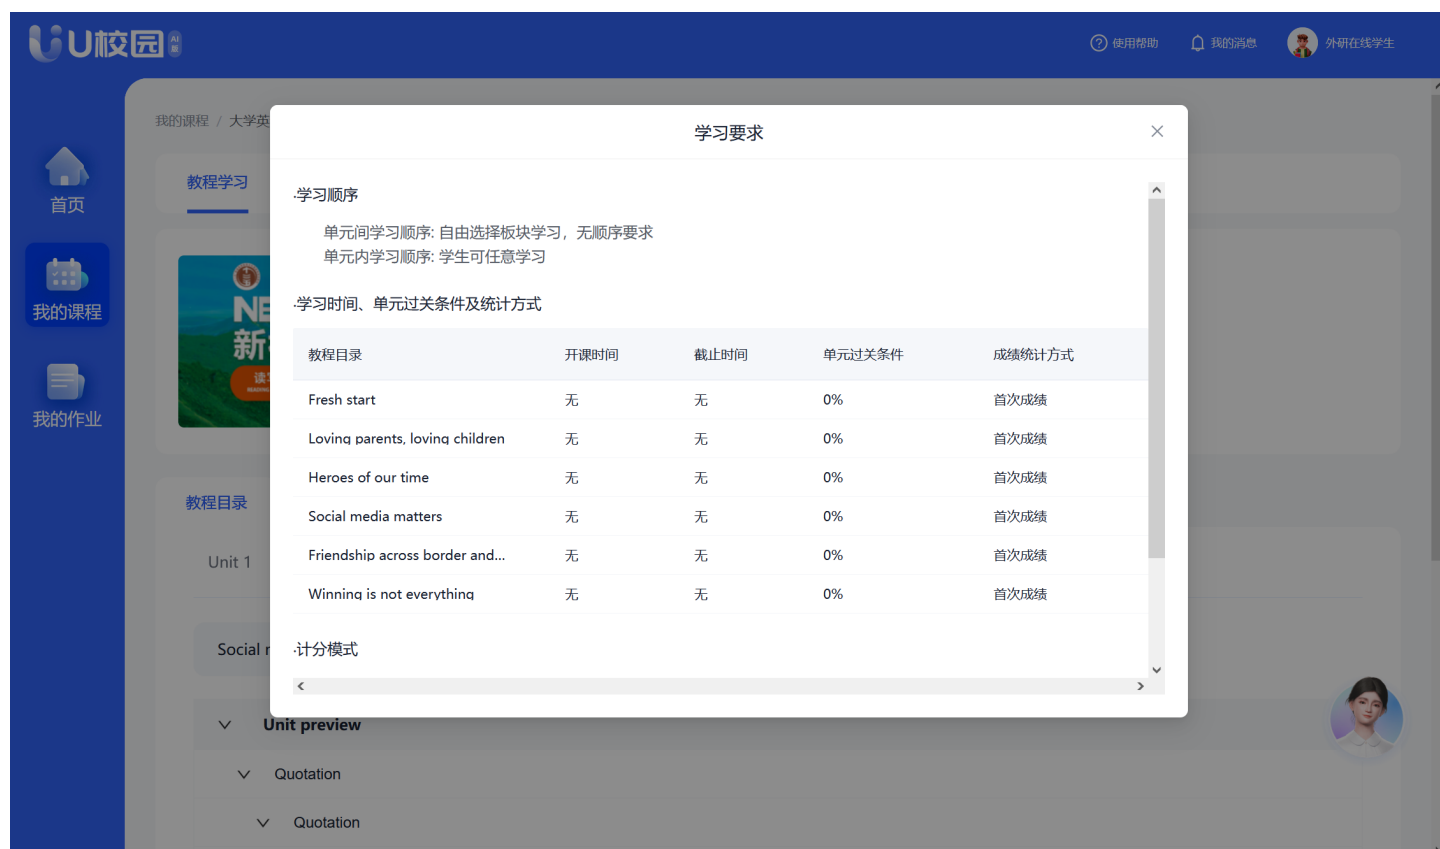 U校园 AI版
使用帮助 我的消息 外研在线学生
首页
我的课程
我的作业
我的课程 / 大学英
教程学习
NE
新
读
教程目录
Unit 1
Social
学习要求
·学习顺序
单元间学习顺序: 自由选择板块学习，无顺序要求
单元内学习顺序: 学生可任意学习
·学习时间、单元过关条件及统计方式
教程目录 开课时间 截止时间 单元过关条件 成绩统计方式
Fresh start 无 无 0% 首次成绩
Loving parents, loving children 无 无 0% 首次成绩
Heroes of our time 无 无 0% 首次成绩
Social media matters 无 无 0% 首次成绩
Friendship across border and... 无 无 0% 首次成绩
Winning is not everything 无 无 0% 首次成绩
·计分模式
Unit preview
Quotation
Quotation